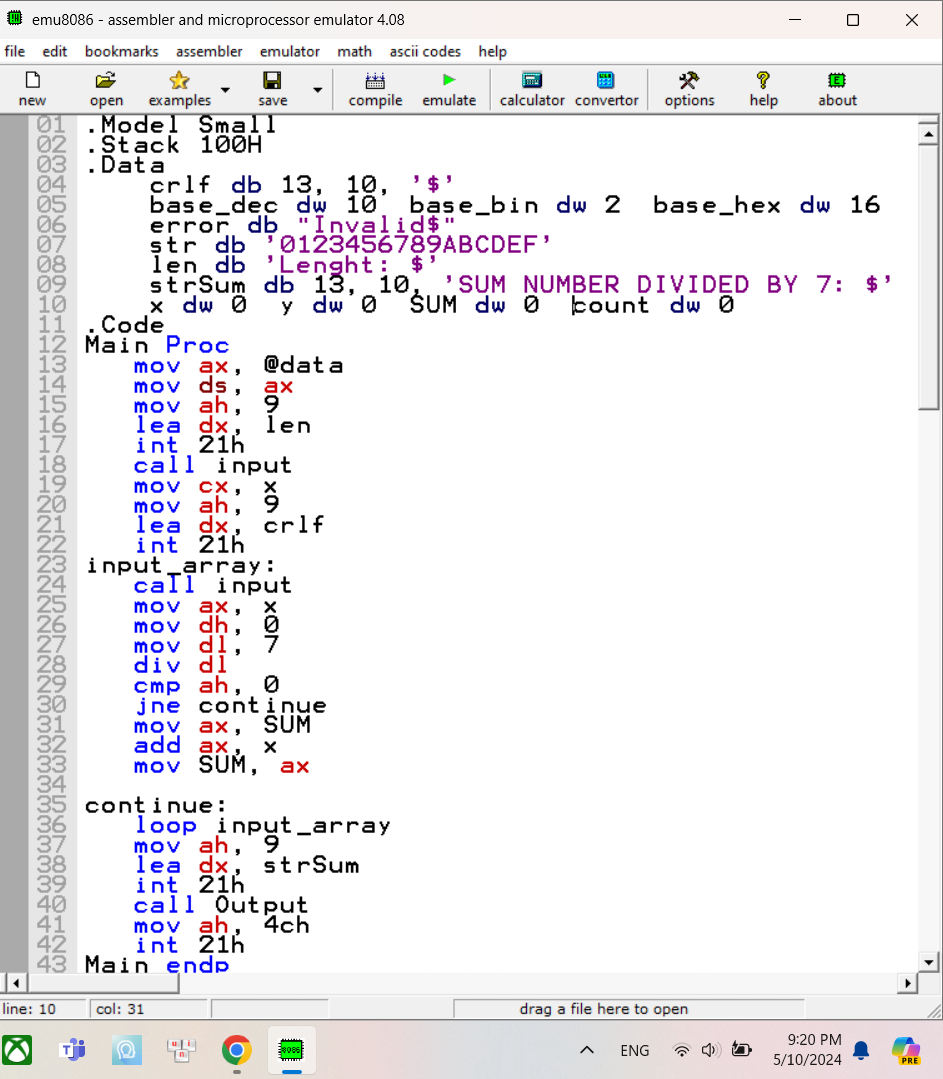 emu8086 - assembler and microprocessor emulator 4.08
file edit bookmarks assembler emulator math ascii codes help
new open examples save compile emulate calculator convertor options help about
01 .Model Small
02 .Stack 100H
03 .Data
04 crlf db 13, 10, '$'
05 base_dec dw 10 base_bin dw 2 base_hex dw 16
06 error db "Invalid$"
07 str db '0123456789ABCDEF'
08 len db 'Lenght: $'
09 strSum db 13, 10, 'SUM NUMBER DIVIDED BY 7: $'
10 x dw 0 y dw 0 SUM dw 0 count dw 0
11 .Code
12 Main Proc
13 mov ax, @data
14 mov ds, ax
15 mov ah, 9
16 lea dx, len
17 int 21h
18 call input
19 mov cx, x
20 mov ah, 9
21 lea dx, crlf
22 int 21h
23 input_array:
24 call input
25 mov ax, x
26 mov dh, 0
27 mov dl, 7
28 div dl
29 cmp ah, 0
30 jne continue
31 mov ax, SUM
32 add ax, x
33 mov SUM, ax
34
35 continue:
36 loop input_array
37 mov ah, 9
38 lea dx, strSum
39 int 21h
40 call Output
41 mov ah, 4ch
42 int 21h
43 Main endp
line: 10 col: 31 drag a file here to open
8086
ENG
9:20 PM
5/10/2024
PRE